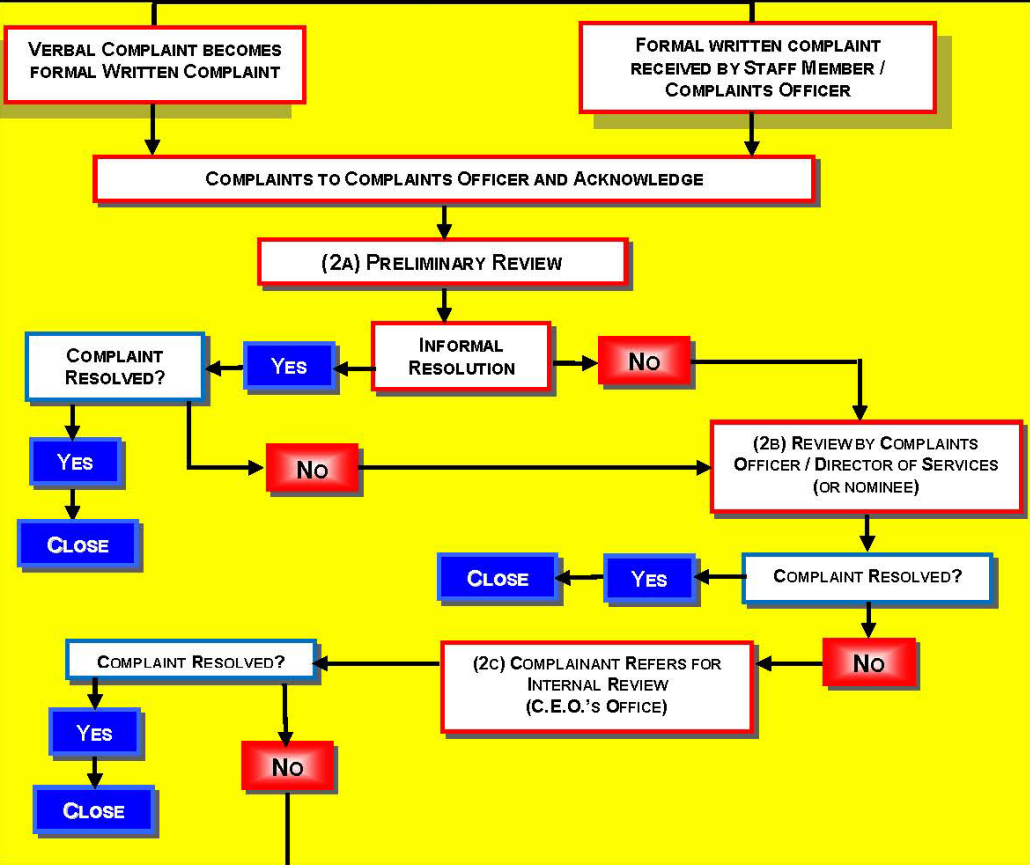 VERBAL COMPLAINT BECOMES
FORMAL WRITTEN COMPLAINT
FORMAL WRITTEN COMPLAINT
RECEIVED BY STAFF MEMBER /
COMPLAINTS OFFICER
COMPLAINTS TO COMPLAINTS OFFICER AND ACKNOWLEDGE
(2A) PRELIMINARY REVIEW
INFORMAL
RESOLUTION
COMPLAINT
RESOLVED?
YES
NO
YES
NO
(2B) REVIEW BY COMPLAINTS
OFFICER / DIRECTOR OF SERVICES
(OR NOMINEE)
CLOSE
CLOSE
YES
COMPLAINT RESOLVED?
COMPLAINT RESOLVED?
(2C) COMPLAINANT REFERS FOR
INTERNAL REVIEW
(C.E.O.'S OFFICE)
NO
YES
NO
CLOSE